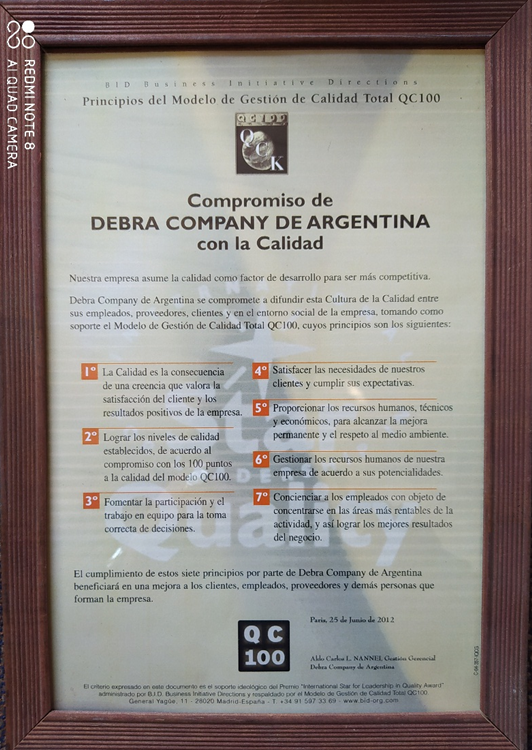 REDMI NOTE 8
AI QUAD CAMERA
BID Business Initiative Directions
Principios del Modelo de Gestión de Calidad Total QC100
QC100
QCK
Compromiso de
DEBRA COMPANY DE ARGENTINA
con la Calidad
Nuestra empresa asume la calidad como factor de desarrollo para ser más competitiva.
Debra Company de Argentina se compromete a difundir esta Cultura de la Calidad entre
sus empleados, proveedores, clientes y en el entorno social de la empresa, tomando como
soporte el Modelo de Gestión de Calidad Total QC100, cuyos principios son los siguientes:
1º La Calidad es la consecuencia
de una creencia que valora la
satisfacción del cliente y los
resultados positivos de la empresa.
2º Lograr los niveles de calidad
establecidos, de acuerdo al
compromiso con los 100 puntos
a la calidad del modelo QC100.
3º Fomentar la participación y el
trabajo en equipo para la toma
correcta de decisiones.
4º Satisfacer las necesidades de nuestros
clientes y cumplir sus expectativas.
5º Proporcionar los recursos humanos, técnicos
y económicos, para alcanzar la mejora
permanente y el respeto al medio ambiente.
6º Gestionar los recursos humanos de nuestra
empresa de acuerdo a sus potencialidades.
7º Concienciar a los empleados con objeto de
concentrarse en las áreas más rentables de la
actividad, y así lograr los mejores resultados
del negocio.
Quality
El cumplimiento de estos siete principios por parte de Debra Company de Argentina
beneficiará en una mejora a los clientes, empleados, proveedores y demás personas que
forman la empresa.
QC
100
Paris, 25 de Junio de 2012
Aldo Carlos L. NANNEI, Gestión Gerencial
Debra Company de Argentina
El criterio expresado en este documento es el soporte ideológico del Premio "International Star for Leadership in Quality Award"
administrado por B.I.D. Business Initiative Directions y respaldado por el Modelo de Gestión de Calidad Total QC100.
General Yagüe, 11 - 28020 Madrid-España - T +34 91 597 33 69 - www.bid-org.com